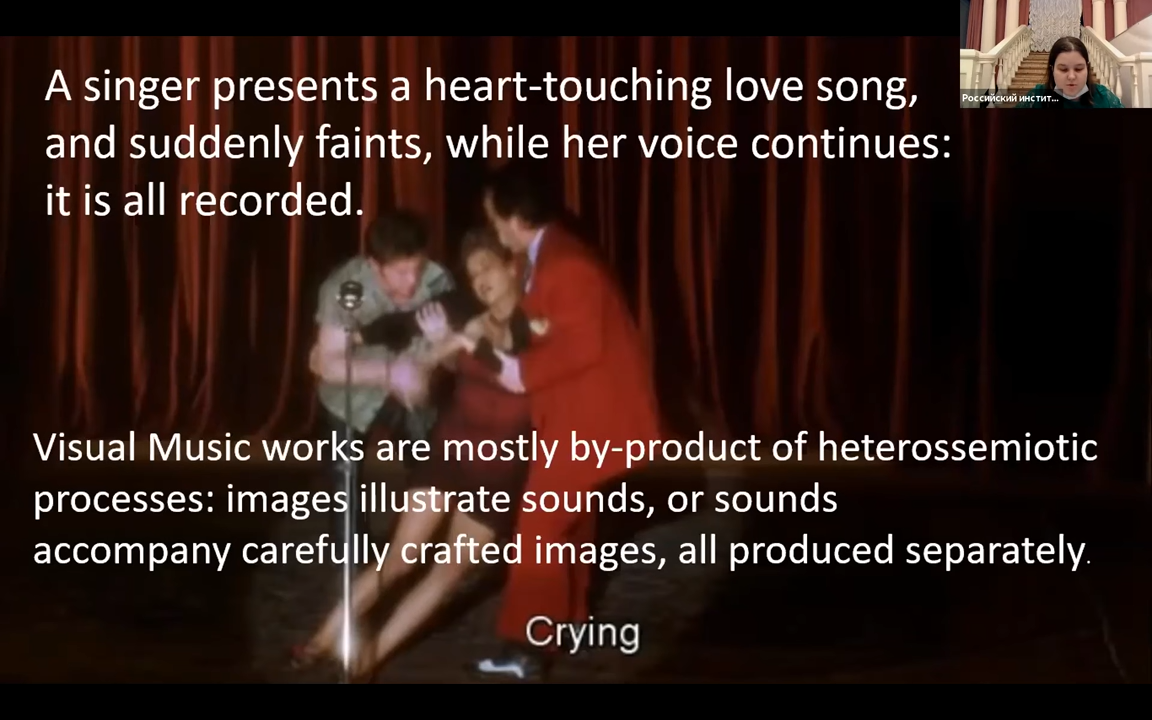 A singer presents a heart-touching love song,
and suddenly faints, while her voice continues:
it is all recorded.
Российский инстит...
Visual Music works are mostly by-product of heterossemiotic
processes: images illustrate sounds, or sounds
accompany carefully crafted images, all produced separately.
Crying